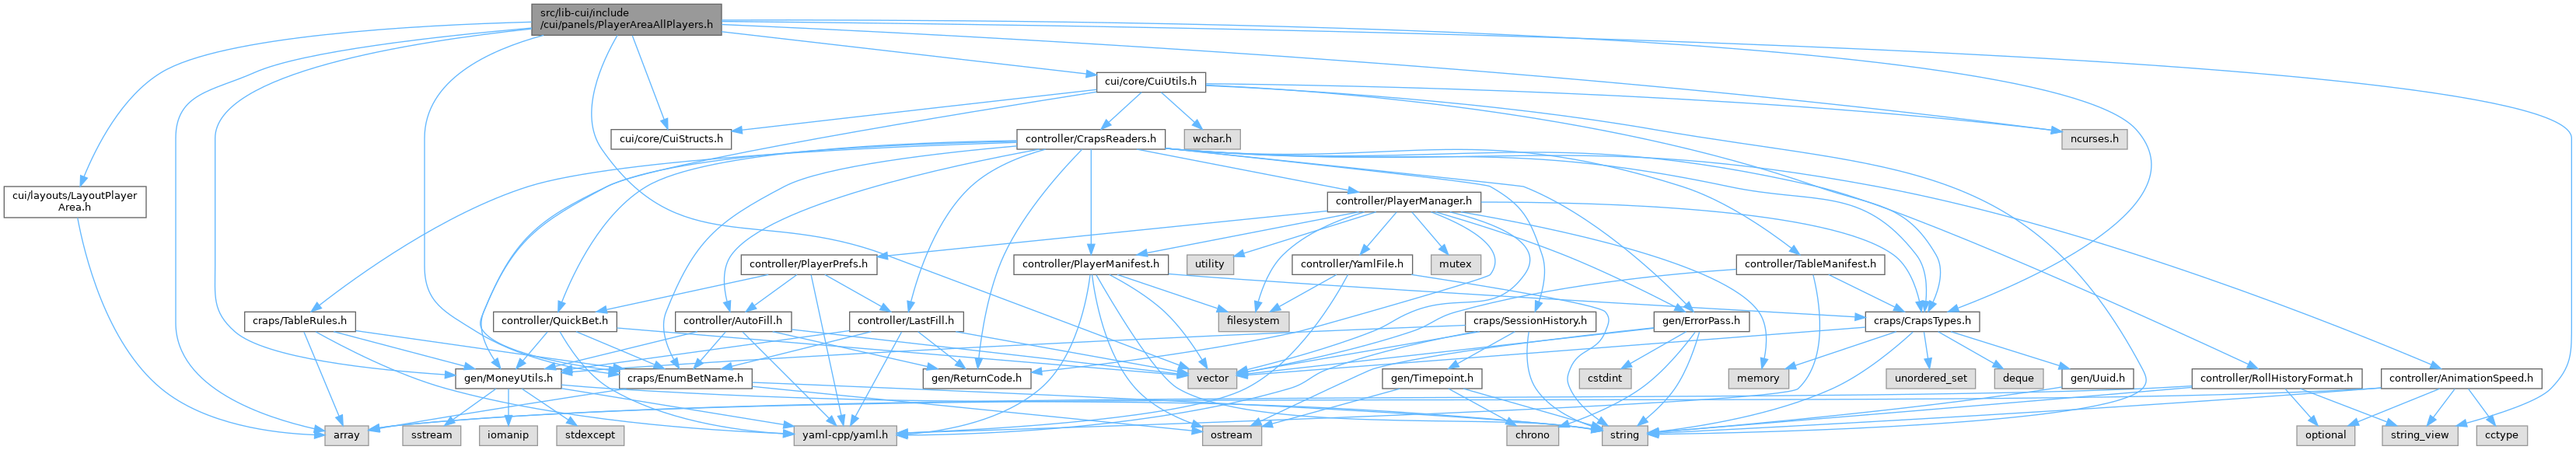 src/lib-cui/include
/cui/panels/PlayerAreaAllPlayers.h
cui/core/CuiUtils.h
cui/core/CuiStructs.h
controller/CrapsReaders.h
wchar.h
ncurses.h
cui/layouts/LayoutPlayer
Area.h
controller/PlayerManager.h
controller/PlayerPrefs.h
controller/PlayerManifest.h
utility
controller/YamlFile.h
mutex
controller/TableManifest.h
craps/TableRules.h
controller/QuickBet.h
controller/AutoFill.h
controller/LastFill.h
filesystem
craps/SessionHistory.h
gen/ErrorPass.h
craps/CrapsTypes.h
gen/MoneyUtils.h
craps/EnumBetName.h
gen/ReturnCode.h
vector
gen/Timepoint.h
cstdint
memory
unordered_set
deque
gen/Uuid.h
controller/RollHistoryFormat.h
controller/AnimationSpeed.h
array
sstream
iomanip
stdexcept
yaml-cpp/yaml.h
ostream
chrono
string
optional
string_view
cctype